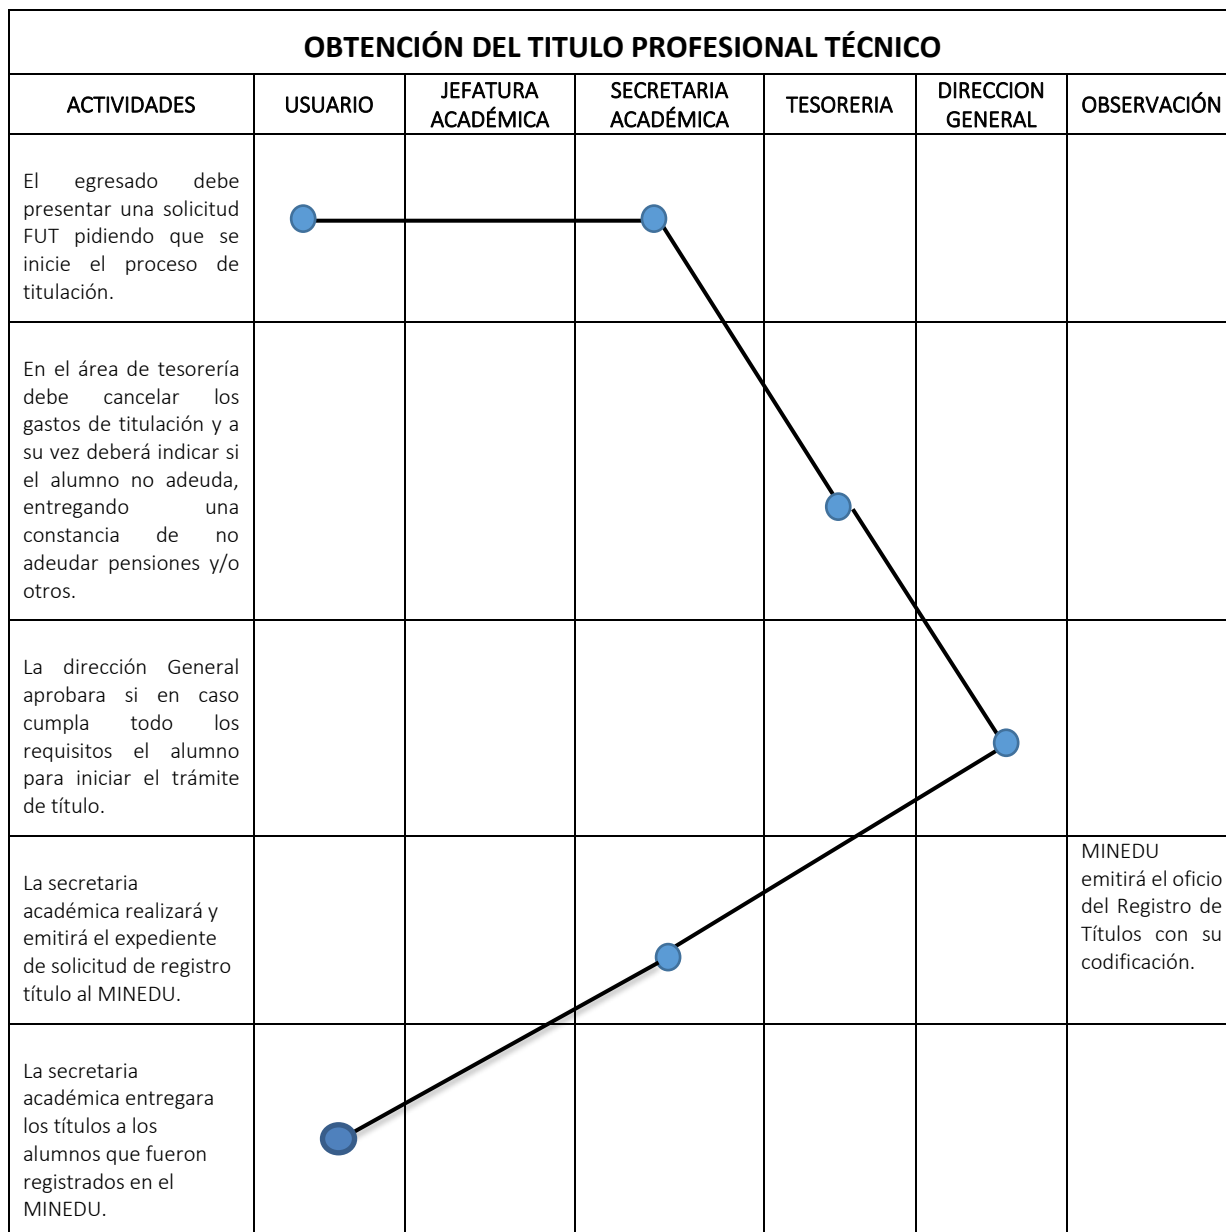 OBTENCIÓN DEL TITULO PROFESIONAL TÉCNICO
ACTIVIDADES
USUARIO
JEFATURA
ACADÉMICA
SECRETARIA
ACADÉMICA
TESORERIA
DIRECCION
GENERAL
OBSERVACIÓN
El egresado debe
presentar una solicitud
FUT pidiendo que se
inicie el proceso de
titulación.
En el área de tesorería
debe cancelar los
gastos de titulación y a
su vez deberá indicar si
el alumno no adeuda,
entregando una
constancia de no
adeudar pensiones y/o
otros.
La dirección General
aprobara si en caso
cumpla todo los
requisitos el alumno
para iniciar el trámite
de título.
La secretaria
académica realizará y
emitirá el expediente
de solicitud de registro
título al MINEDU.
MINEDU
emitirá el oficio
del Registro de
Títulos con su
codificación.
La secretaria
académica entregara
los títulos a los
alumnos que fueron
registrados en el
MINEDU.